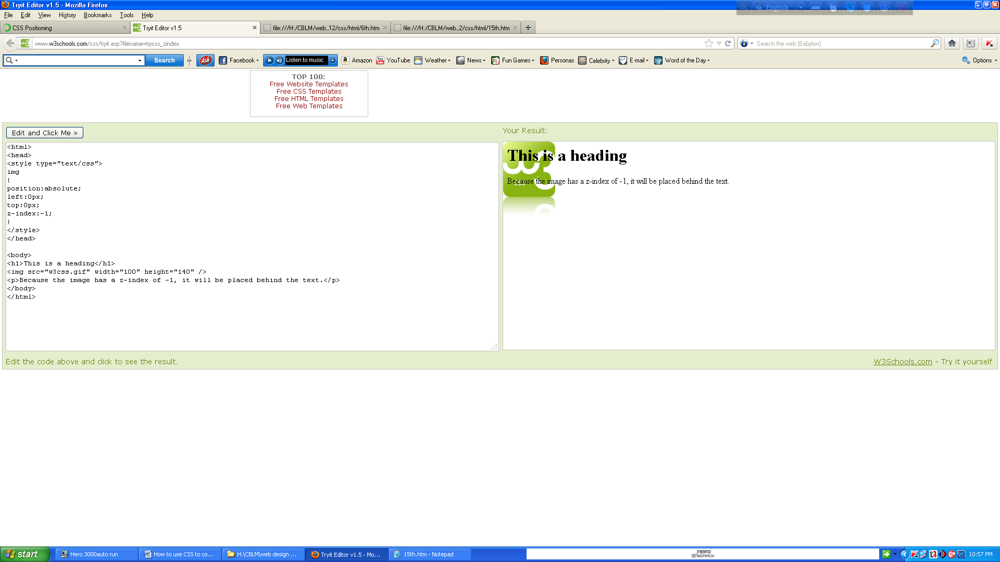 Tryit Editor v1.5 - Mozilla Firefox
English
File Edit View History Bookmarks Tools Help
CSS Positioning
Tryit Editor v1.5
file:///H:/CBLM/web...12/css/html/6th.htm
file:///H:/CBLM/web...2/css/html/15th.htm
www.w3schools.com/css/tryit.asp?filename=trycss_zindex
Search the web (Babylon)
Search
Ask
Facebook
Listen to music
Amazon
YouTube
Weather
News
Fun Games
Personas
Celebrity
E-mail
Word of the Day
Options
TOP 100:
Free Website Templates
Free CSS Templates
Free HTML Templates
Free Web Templates
Edit and Click Me »
<html>
<head>
<style type="text/css">
img
{
position:absolute;
left:0px;
top:0px;
z-index:-1;
}
</style>
</head>
<body>
<h1>This is a heading</h1>
<img src="w3css.gif" width="100" height="140" />
<p>Because the image has a z-index of -1, it will be placed behind the text.</p>
</body>
</html>
Your Result:
This is a heading
w3
css
Because the image has a z-index of -1, it will be placed behind the text.
Edit the code above and click to see the result.
W3Schools.com - Try it yourself
start
Hero 3000auto run
How to use CSS to co...
H:\CBLM\web design ...
Tryit Editor v1.5 - Mo...
15th.htm - Notepad
nero
SEARCH
10:57 PM